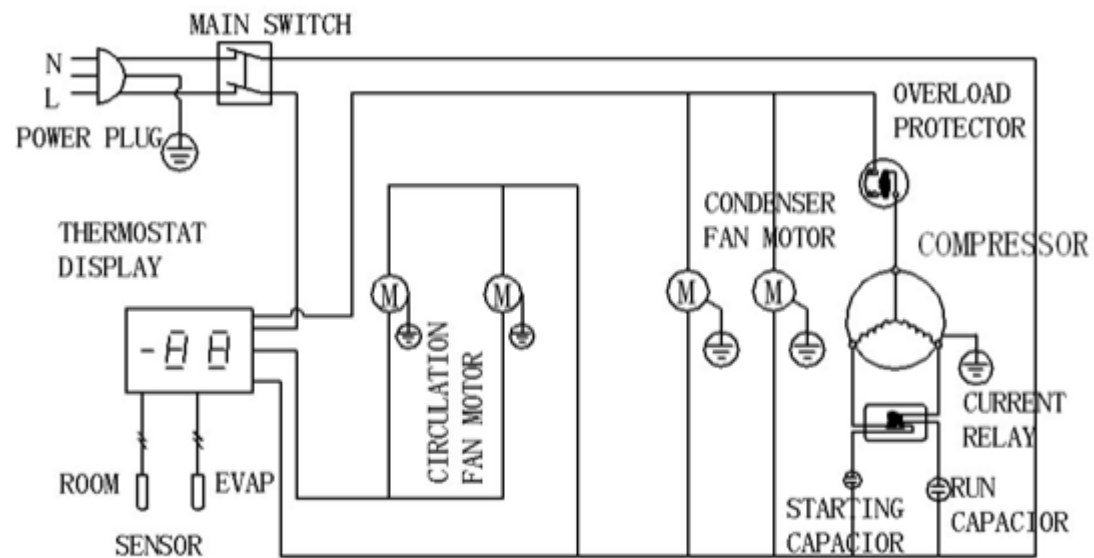 MAIN SWITCH
N
L
POWER PLUG
OVERLOAD
PROTECTOR
THERMOSTAT
DISPLAY
CONDENSER
FAN MOTOR
COMPRESSOR
M
M
M
M
-88
CIRCULATION
FAN MOTOR
CURRENT
RELAY
ROOM
EVAP
SENSOR
STARTING
CAPACIOR
RUN
CAPACIOR